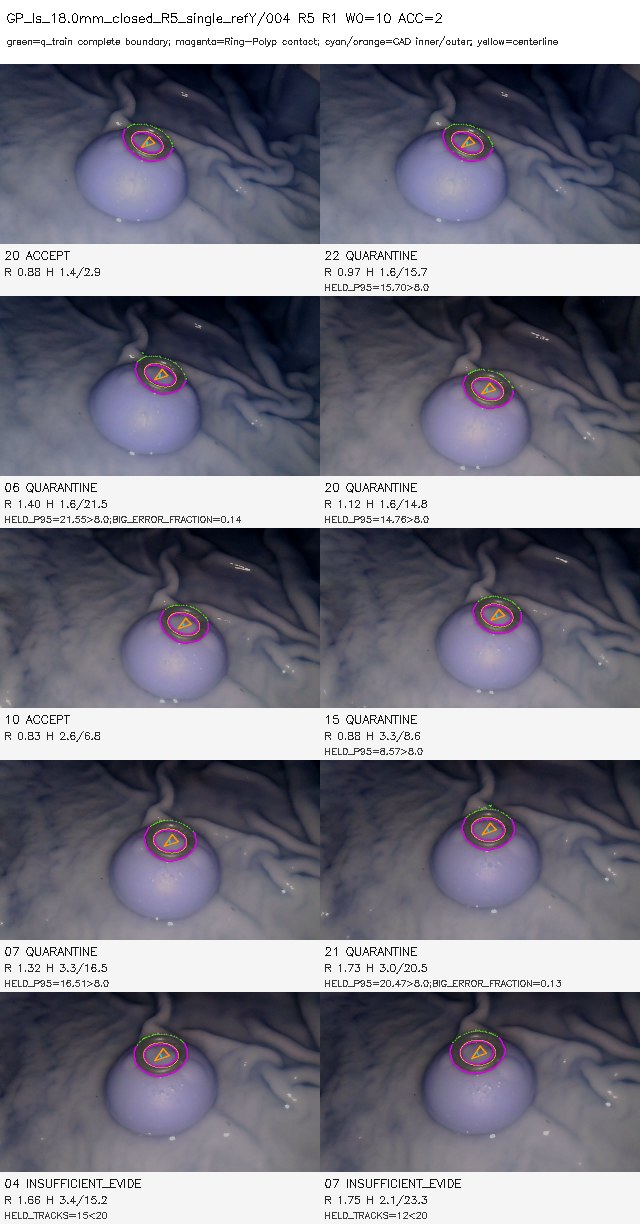 GP_Is_18.0mm_closed_R5_single_refY/004 R5 R1 W0=10 ACC=2
green=q_train complete boundary; magenta=Ring-Polyp contact; cyan/orange=CAD inner/outer; yellow=centerline
20 ACCEPT
R 0.88 H 1.4/2.9
22 QUARANTINE
R 0.97 H 1.6/15.7
HELD_P95=15.70>8.0
06 QUARANTINE
R 1.40 H 1.6/21.5
HELD_P95=21.55>8.0;BIG_ERROR_FRACTION=0.14
20 QUARANTINE
R 1.12 H 1.6/14.8
HELD_P95=14.76>8.0
10 ACCEPT
R 0.83 H 2.6/6.8
15 QUARANTINE
R 0.88 H 3.3/8.6
HELD_P95=8.57>8.0
07 QUARANTINE
R 1.32 H 3.3/16.5
HELD_P95=16.51>8.0
21 QUARANTINE
R 1.73 H 3.0/20.5
HELD_P95=20.47>8.0;BIG_ERROR_FRACTION=0.13
04 INSUFFICIENT_EVIDE
R 1.66 H 3.4/15.2
HELD_TRACKS=15<20
07 INSUFFICIENT_EVIDE
R 1.75 H 2.1/23.3
HELD_TRACKS=12<20